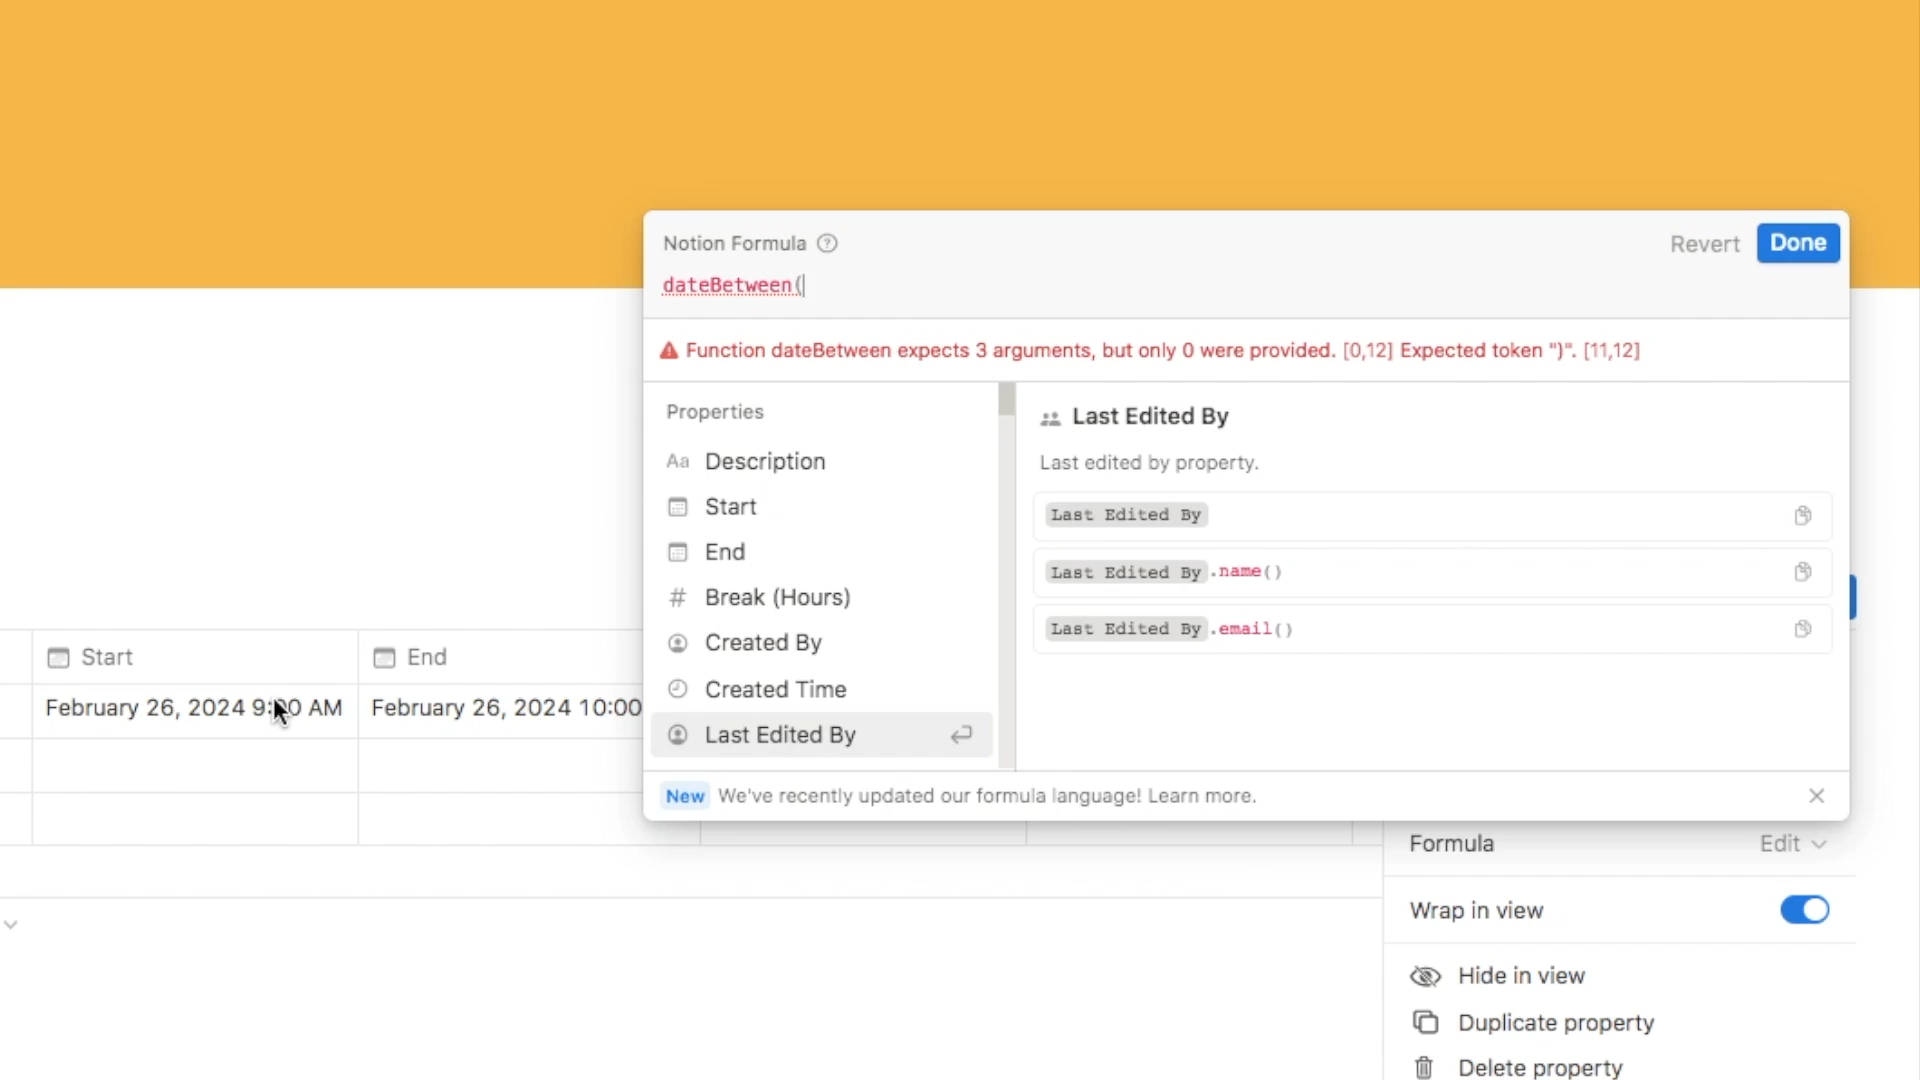 Notion Formula
Revert
Done
dateBetween(
Function dateBetween expects 3 arguments, but only 0 were provided. [0,12] Expected token ")". [11,12]
Properties
Aa Description
Start
End
# Break (Hours)
Created By
Created Time
Last Edited By
Last Edited By
Last edited by property.
Last Edited By
Last Edited By.name()
Last Edited By.email()
New We've recently updated our formula language! Learn more.
Start
End
February 26, 2024 9:00 AM
February 26, 2024 10:00
Formula
Edit
Wrap in view
Hide in view
Duplicate property
Delete property